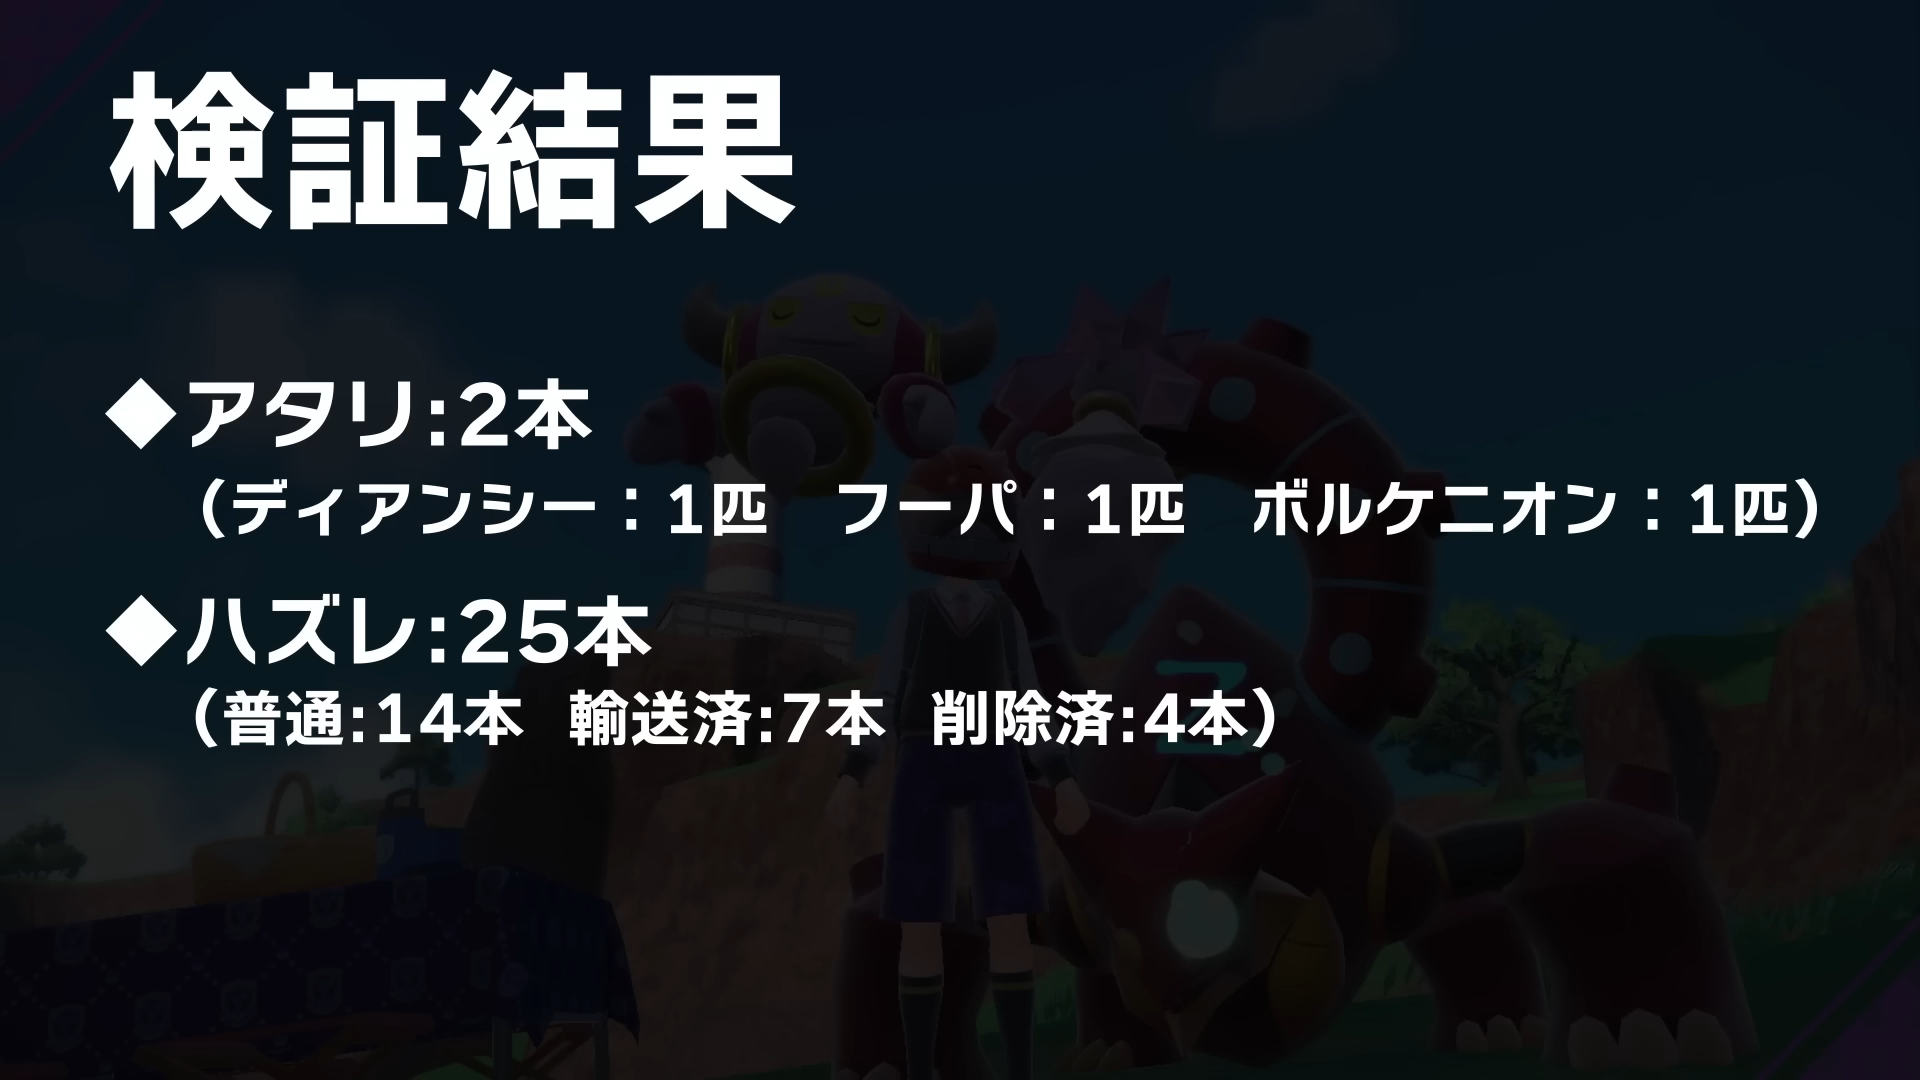 検証結果
◆アタリ:2本
（ディアンシー：1匹　フーパ：1匹　ボルケニオン：1匹）
◆ハズレ:25本
（普通:14本 輸送済:7本 削除済:4本）